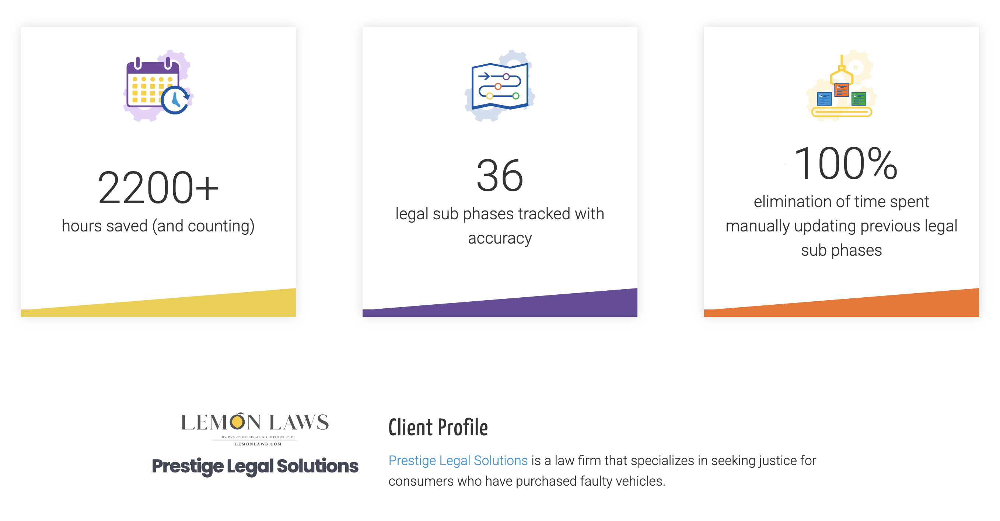 2200+
hours saved (and counting)
36
legal sub phases tracked with
accuracy
100%
elimination of time spent
manually updating previous legal
sub phases
LEMON LAWS
BY PRESTIGE LEGAL SOLUTIONS, P.C.
LEMONLAWS.COM
Prestige Legal Solutions
Client Profile
Prestige Legal Solutions is a law firm that specializes in seeking justice for
consumers who have purchased faulty vehicles.